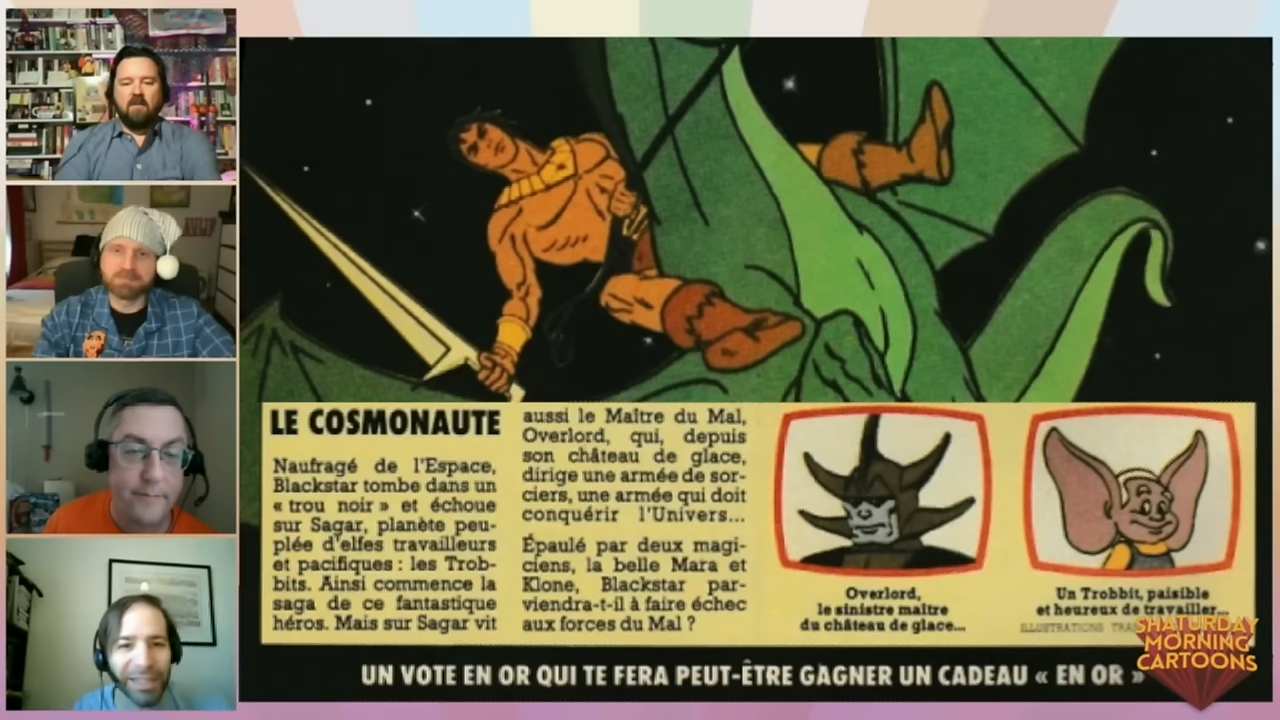 LE COSMONAUTE
Naufragé de l'Espace,
Blackstar tombe dans un
« trou noir » et échoue
sur Sagar, planète peu-
plée d'elfes travailleurs
et pacifiques : les Trob-
bits. Ainsi commence la
saga de ce fantastique
héros. Mais sur Sagar vit
aussi le Maître du Mal,
Overlord, qui, depuis
son château de glace,
dirige une armée de sor-
ciers, une armée qui doit
conquérir l'Univers...
Épaulé par deux magi-
ciens, la belle Mara et
Klone, Blackstar par-
viendra-t-il à faire échec
aux forces du Mal ?
Overlord,
le sinistre maître
du château de glace...
Un Trobbit, paisible
et heureux de travailler...
ILLUSTRATIONS
SHATURDAY
MORNING
CARTOONS
UN VOTE EN OR QUI TE FERA PEUT-ÊTRE GAGNER UN CADEAU « EN OR »